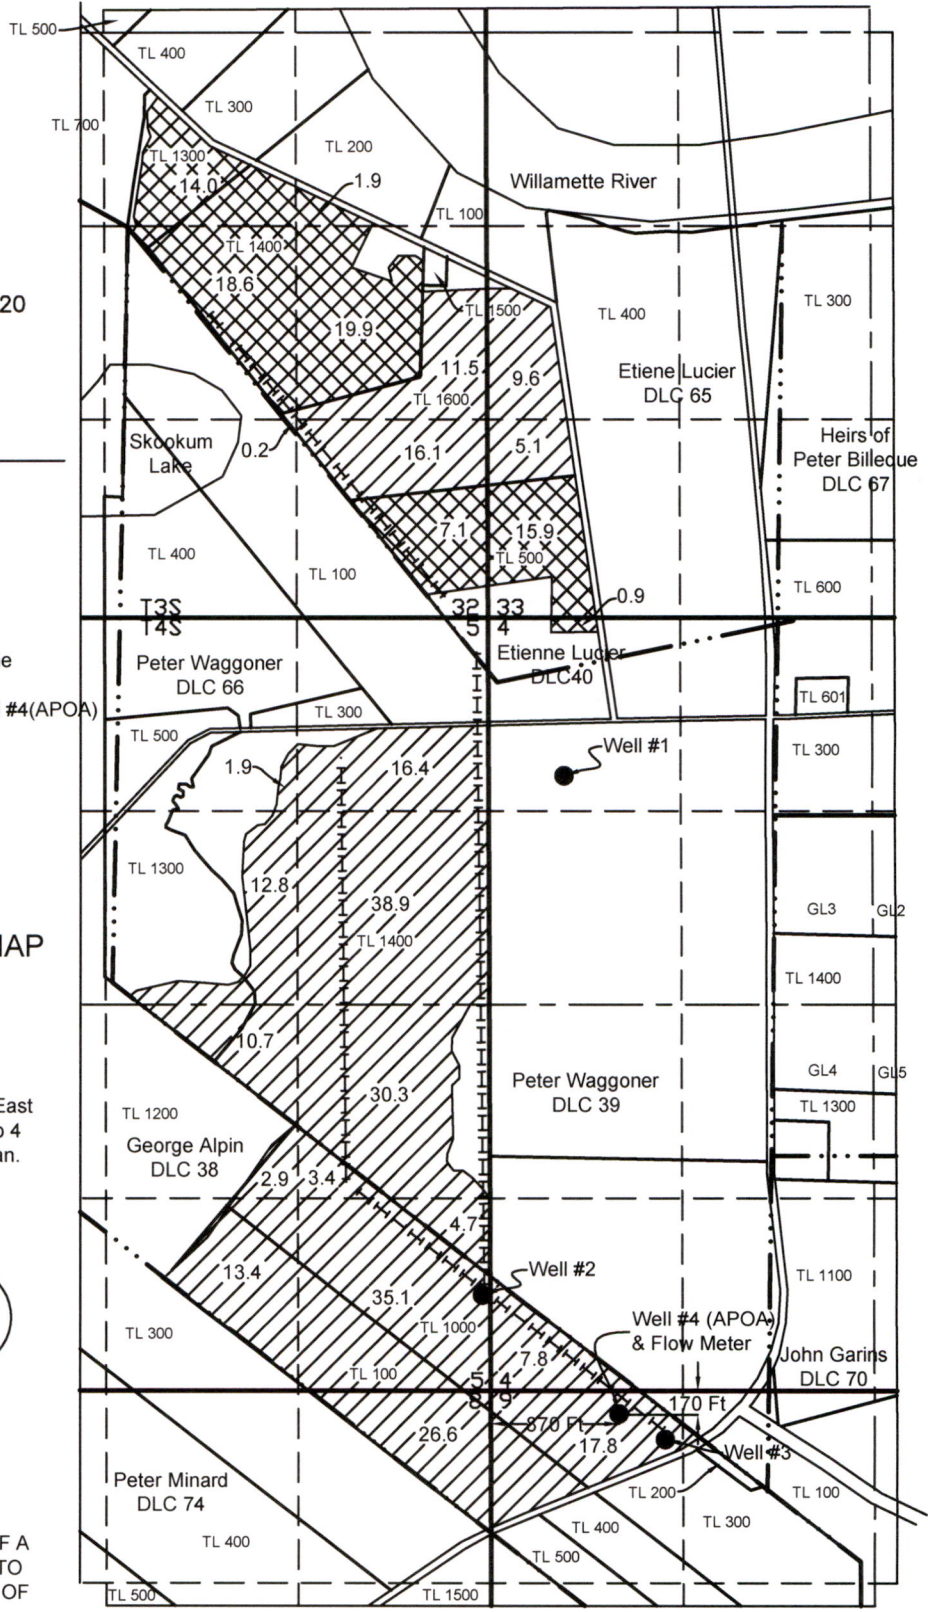 TL 500
TL 400
TL 300
TL 700
TL 1300
14.0
TL 200
1.9
Willamette River
TL 100
TL 1400
18.6
20
TL 1500
TL 400
TL 300
19.9
11.5
9.6
Etiene Lucier
DLC 65
TL 1600
Skookum
Lake
0.2
16.1
5.1
Heirs of
Peter Billeque
DLC 67
7.1
15.9
TL 400
TL 100
TL 500
TL 600
0.9
T3S
32 33
T4S
5 4
e
Peter Waggoner
DLC 66
Etienne Lucier
DLC40
#4(APOA)
TL 300
TL 601
TL 500
1.9
16.4
Well #1
TL 300
TL 1300
12.8
38.9
GL3
GL2
IAP
TL 1400
TL 1400
10.7
30.3
Peter Waggoner
DLC 39
GL4
GL5
East
TL 1200
TL 1300
o 4
an.
George Alpin
DLC 38
2.9
3.4
4.7
13.4
Well #2
TL 1100
35.1
TL 300
TL 1000
Well #4 (APOA)
& Flow Meter
7.8
TL 100
John Garins
DLC 70
5 4
8 9
170 Ft
870 Ft
26.6
17.8
Well #3
Peter Minard
DLC 74
TL 200
TL 100
TL 400
TL 400
TL 300
F A
TO
OF
TL 500
TL 500
TL 1500